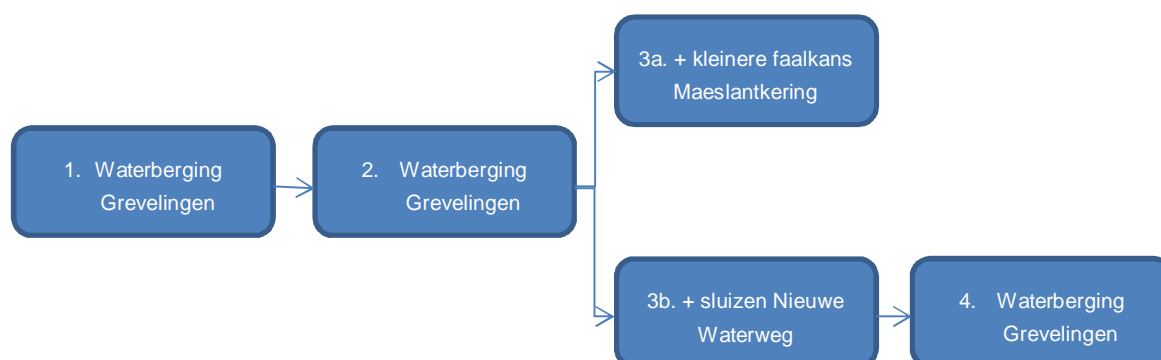 1. Waterberging
Grevelingen
2. Waterberging
Grevelingen
3a. + kleinere faalkans
Maeslantkering
3b. + sluizen Nieuwe
Waterweg
4. Waterberging
Grevelingen